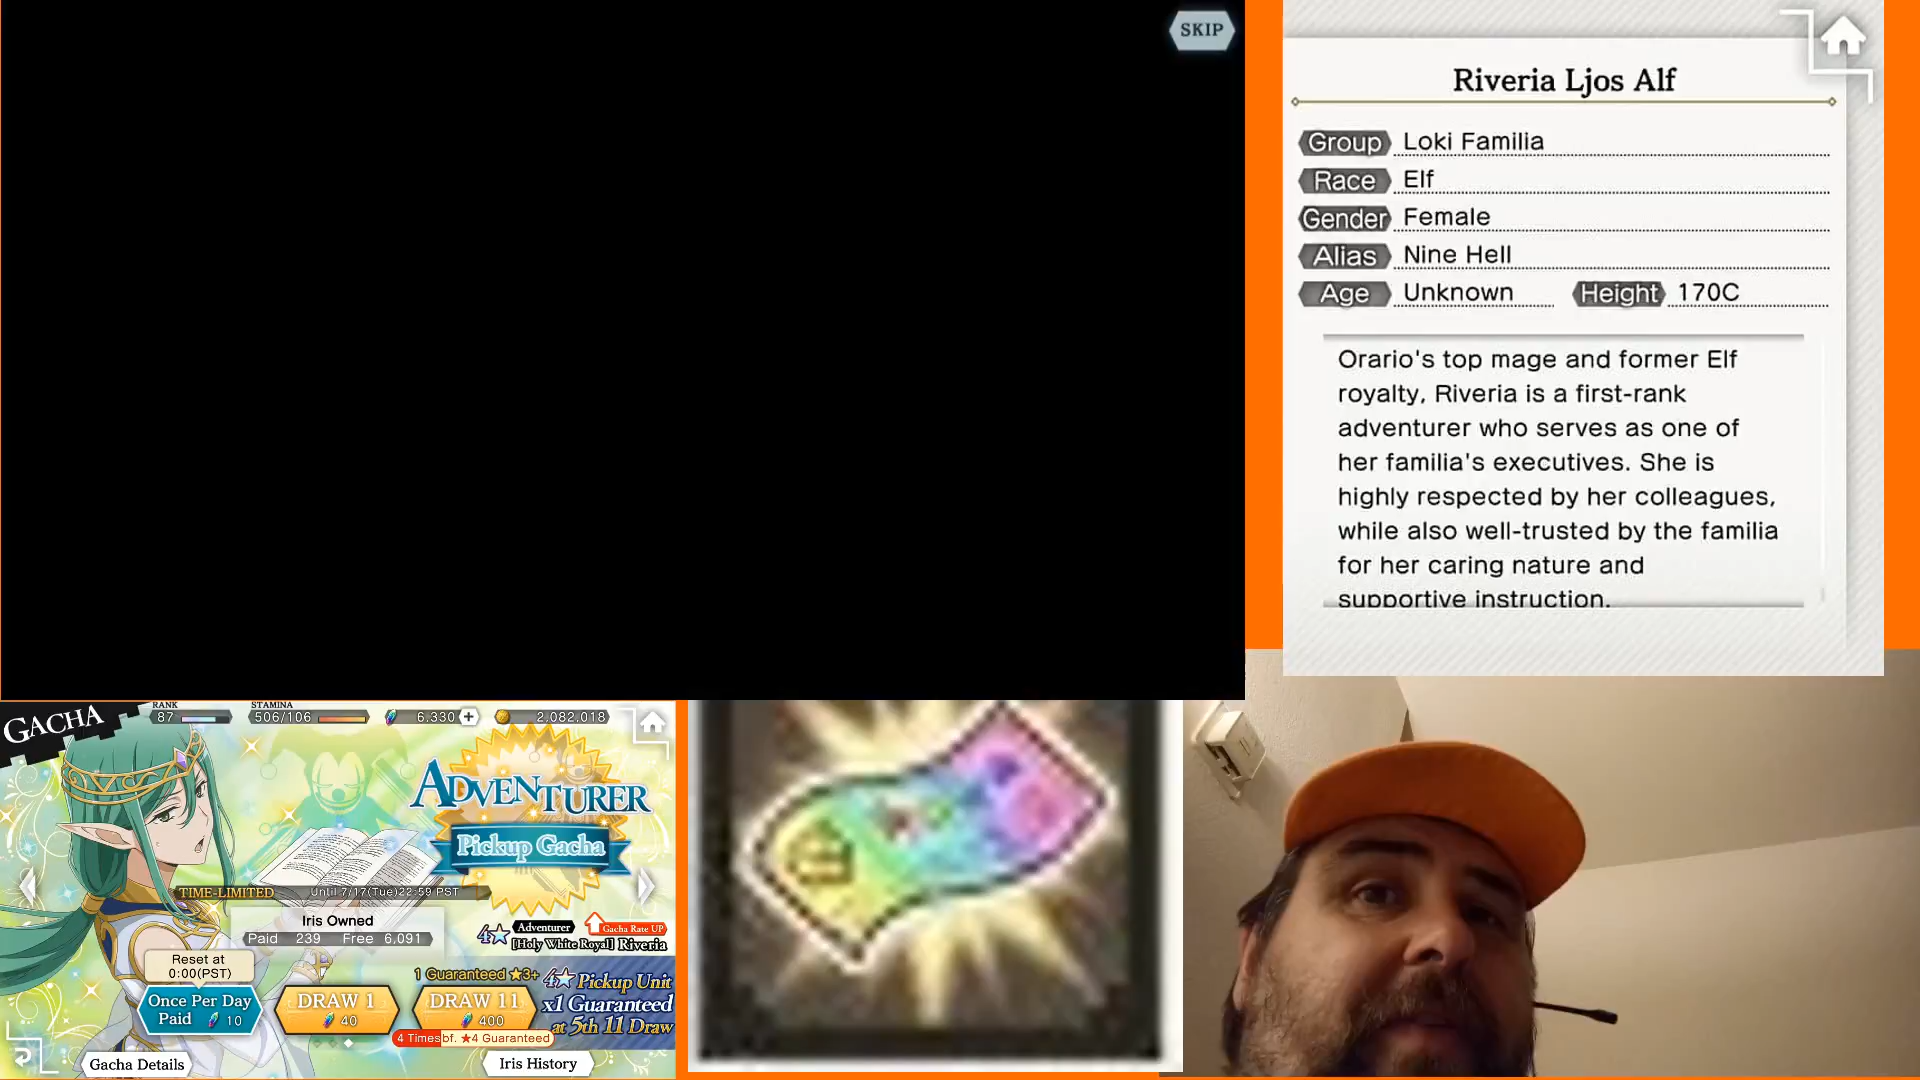 SKIP
Riveria Ljos Alf
Group Loki Familia
Race Elf
Gender Female
Alias Nine Hell
Age Unknown Height 170C
Orario's top mage and former Elf
royalty, Riveria is a first-rank
adventurer who serves as one of
her familia's executives. She is
highly respected by her colleagues,
while also well-trusted by the familia
for her caring nature and
supportive instruction.
GACHA
RANK
87
STAMINA
506/106
6,330
2,082,018
ADVENTURER
Pickup Gacha
TIME-LIMITED Until 7/17(Tue)22:59 PST
Iris Owned
Paid 239 Free 6,091
4★ Adventurer Gacha Rate UP
[Holy White Royal] Riveria
Reset at
0:00(PST)
Once Per Day
Paid 10
DRAW 1
40
1 Guaranteed ★3+
DRAW 11
400
4★ Pickup Unit
x1 Guaranteed
at 5th 11 Draw
4 Times bf. ★4 Guaranteed
Gacha Details
Iris History